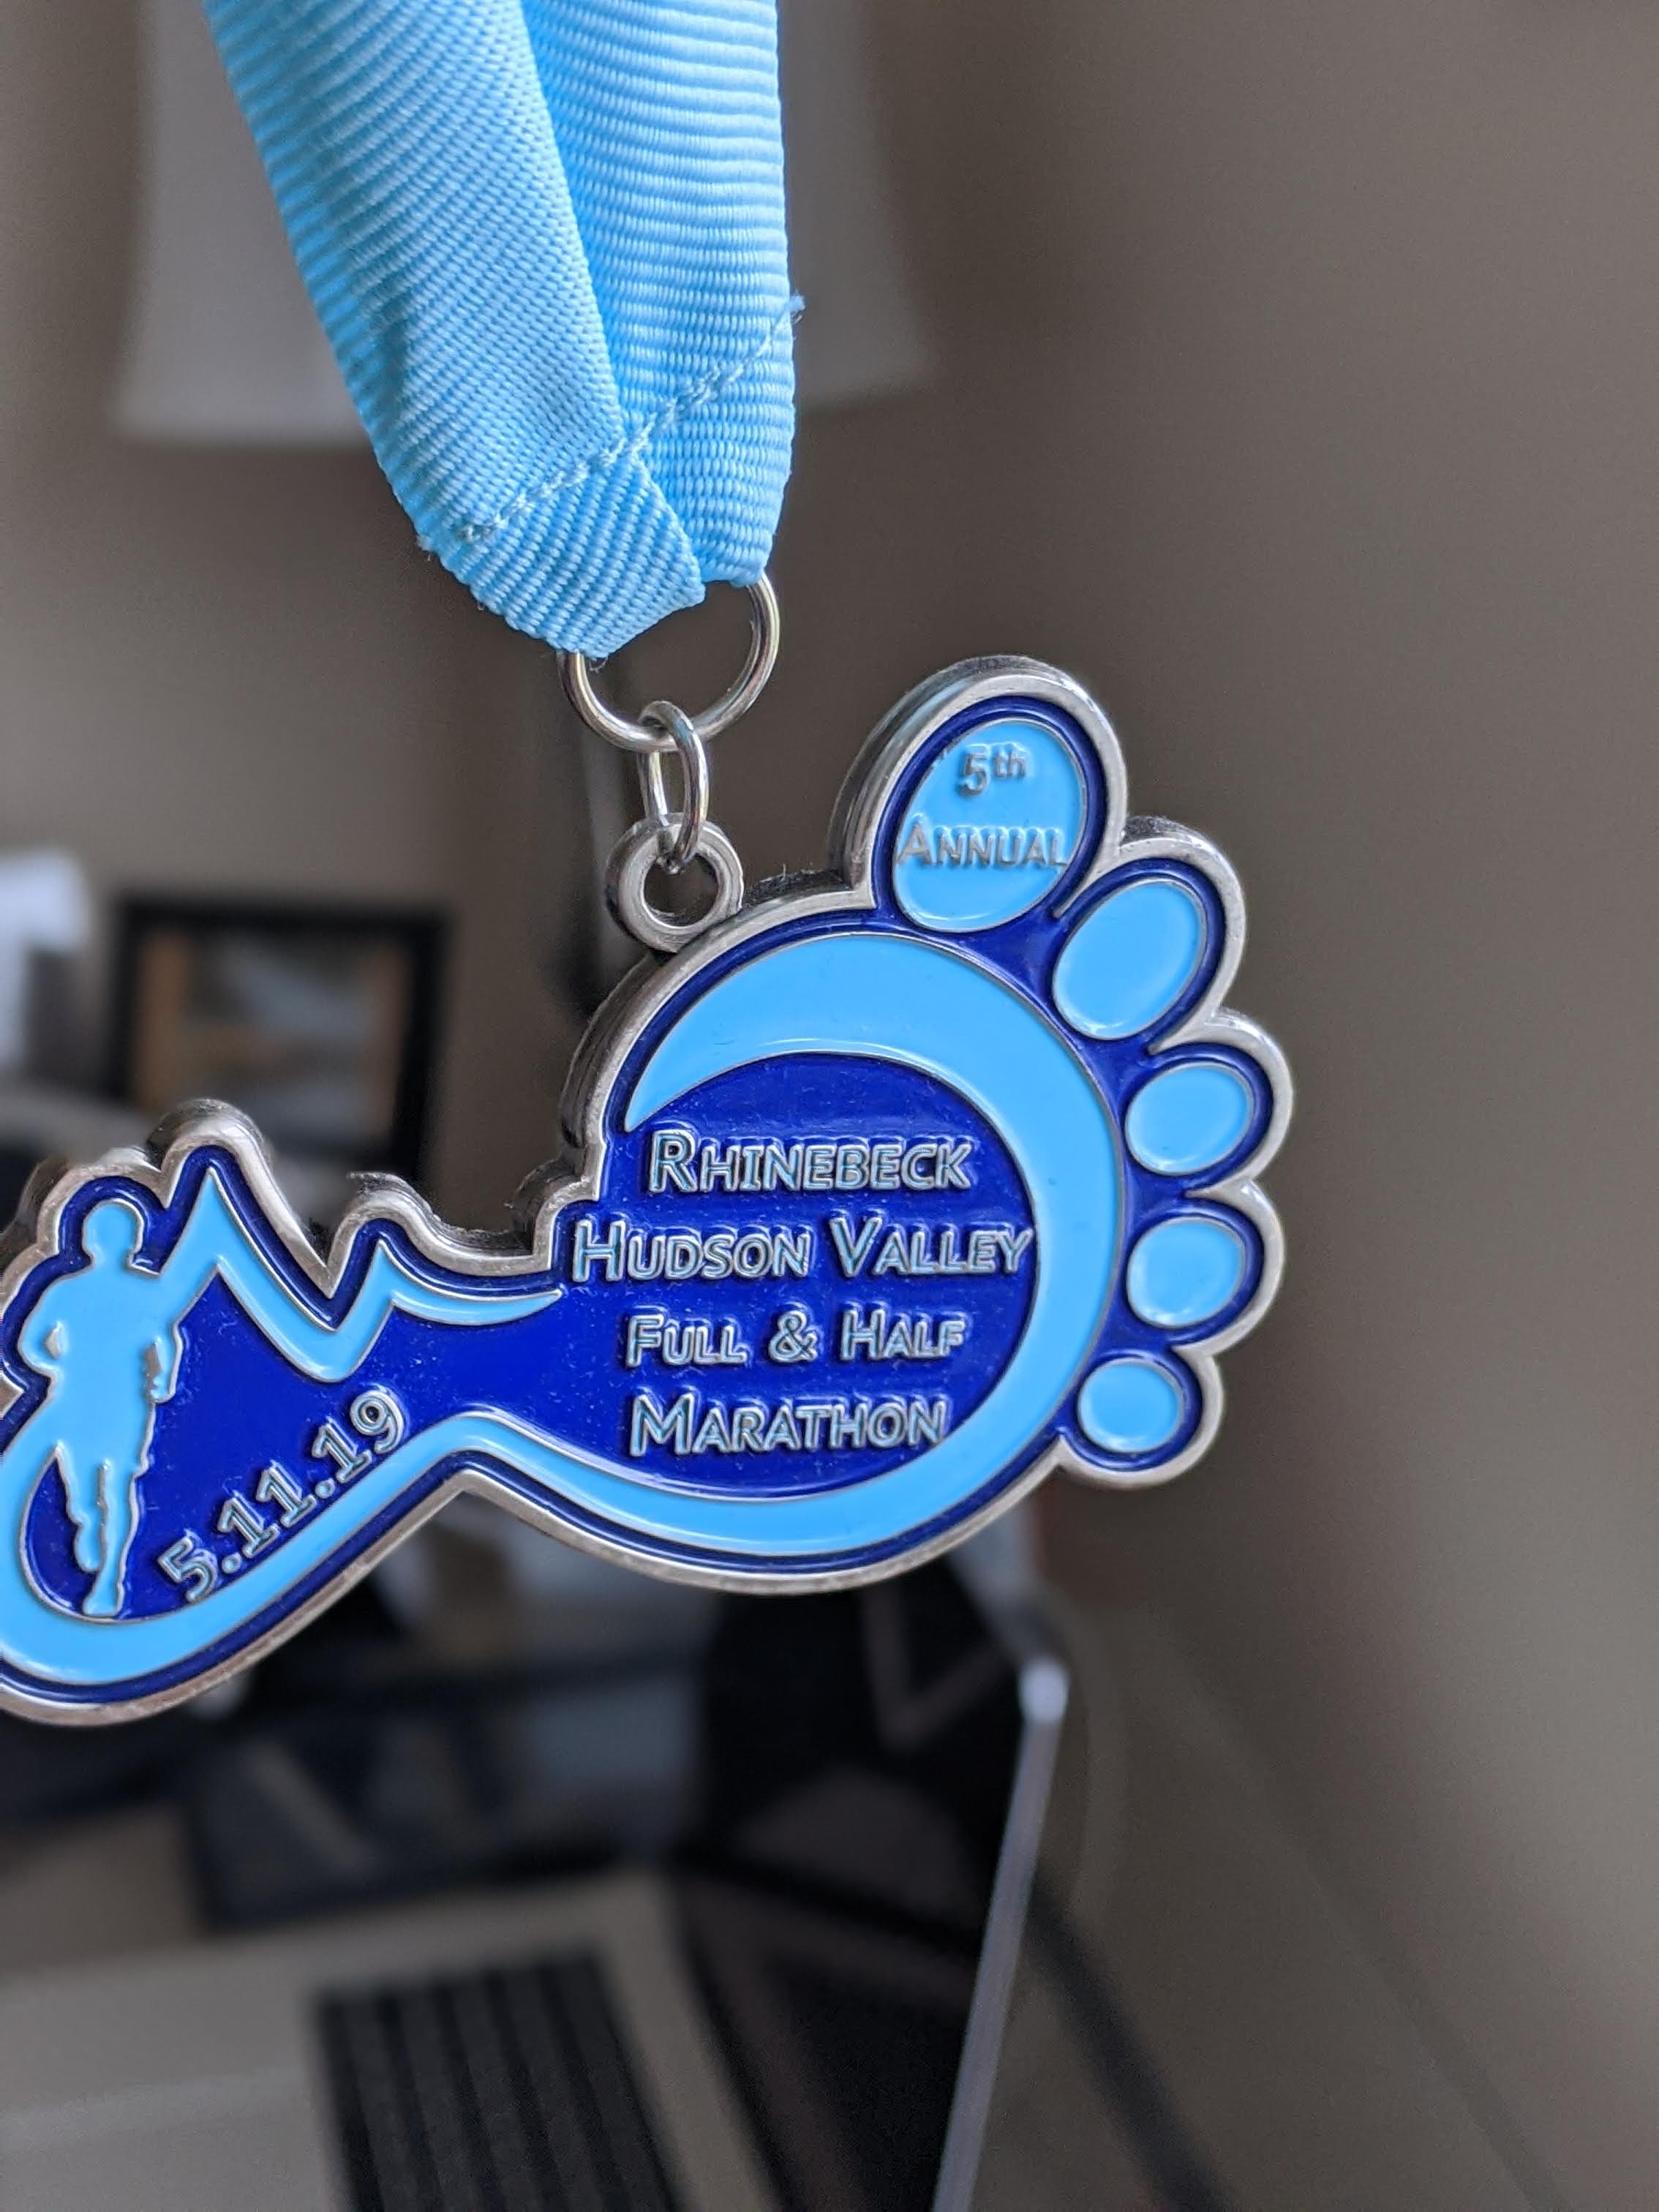 5th
ANNUAL
RHINEBECK
HUDSON VALLEY
FULL & HALF
MARATHON
5.11.19